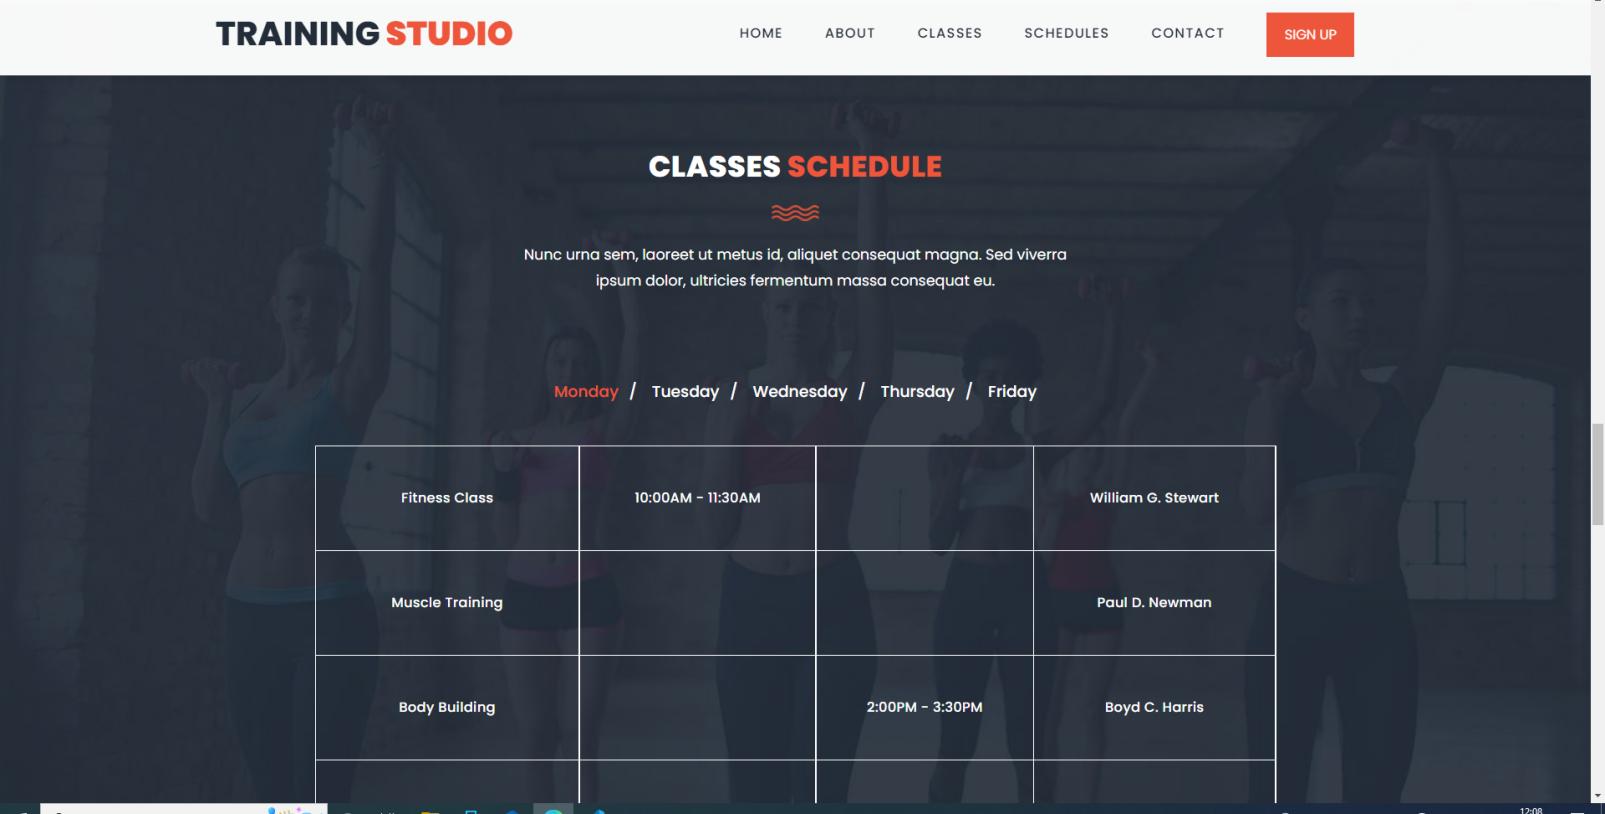 TRAINING STUDIO
HOME ABOUT CLASSES SCHEDULES CONTACT SIGN UP
CLASSES SCHEDULE
Nunc urna sem, laoreet ut metus id, aliquet consequat magna. Sed viverra
ipsum dolor, ultricies fermentum massa consequat eu.
Monday / Tuesday / Wednesday / Thursday / Friday
Fitness Class 10:00AM - 11:30AM William G. Stewart
Muscle Training Paul D. Newman
Body Building 2:00PM - 3:30PM Boyd C. Harris
12:08